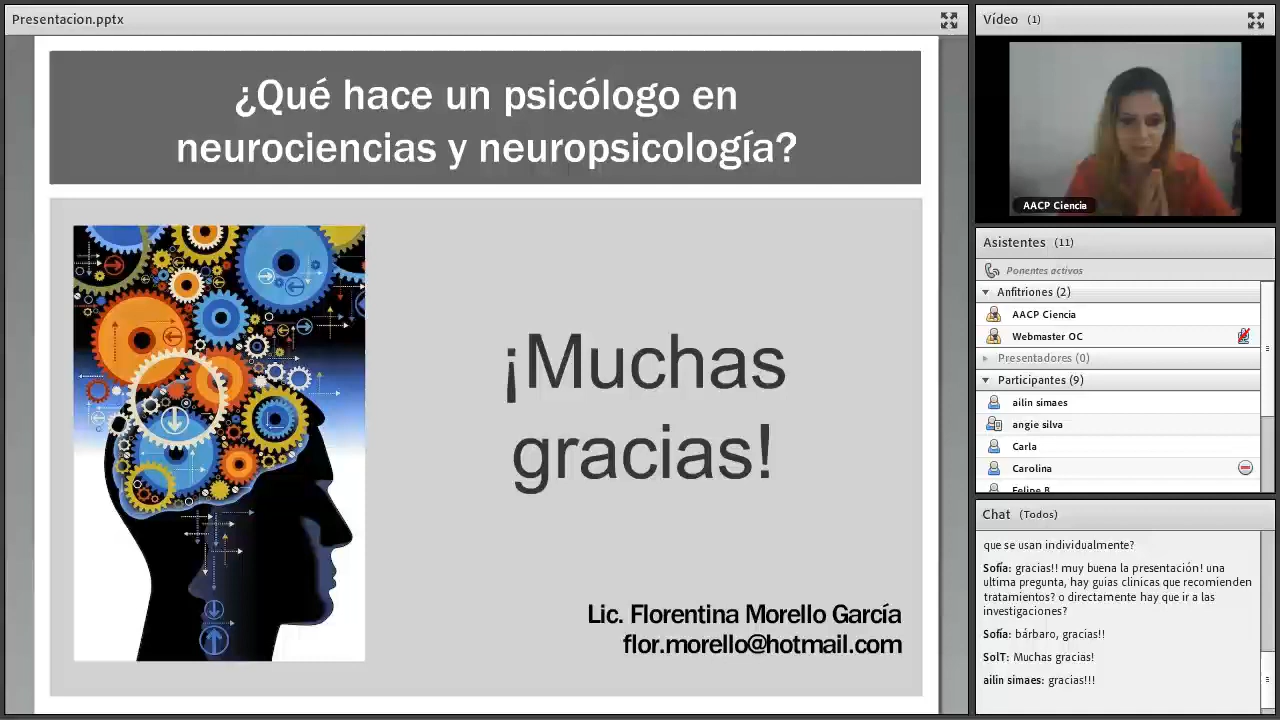 Presentacion.pptx
¿Qué hace un psicólogo en
neurociencias y neuropsicología?
¡Muchas
gracias!
Lic. Florentina Morello García
flor.morello@hotmail.com
Vídeo (1)
AACP Ciencia
Asistentes (11)
Ponentes activos
Anfitriones (2)
AACP Ciencia
Webmaster OC
Presentadores (0)
Participantes (9)
ailin simaes
angie silva
Carla
Carolina
Felipe B
Chat (Todos)
que se usan individualmente?
Sofía: gracias!! muy buena la presentación! una
ultima pregunta, hay guias clinicas que recomienden
tratamientos? o directamente hay que ir a las
investigaciones?
Sofía: bárbaro, gracias!!
SolT: Muchas gracias!
ailin simaes: gracias!!!